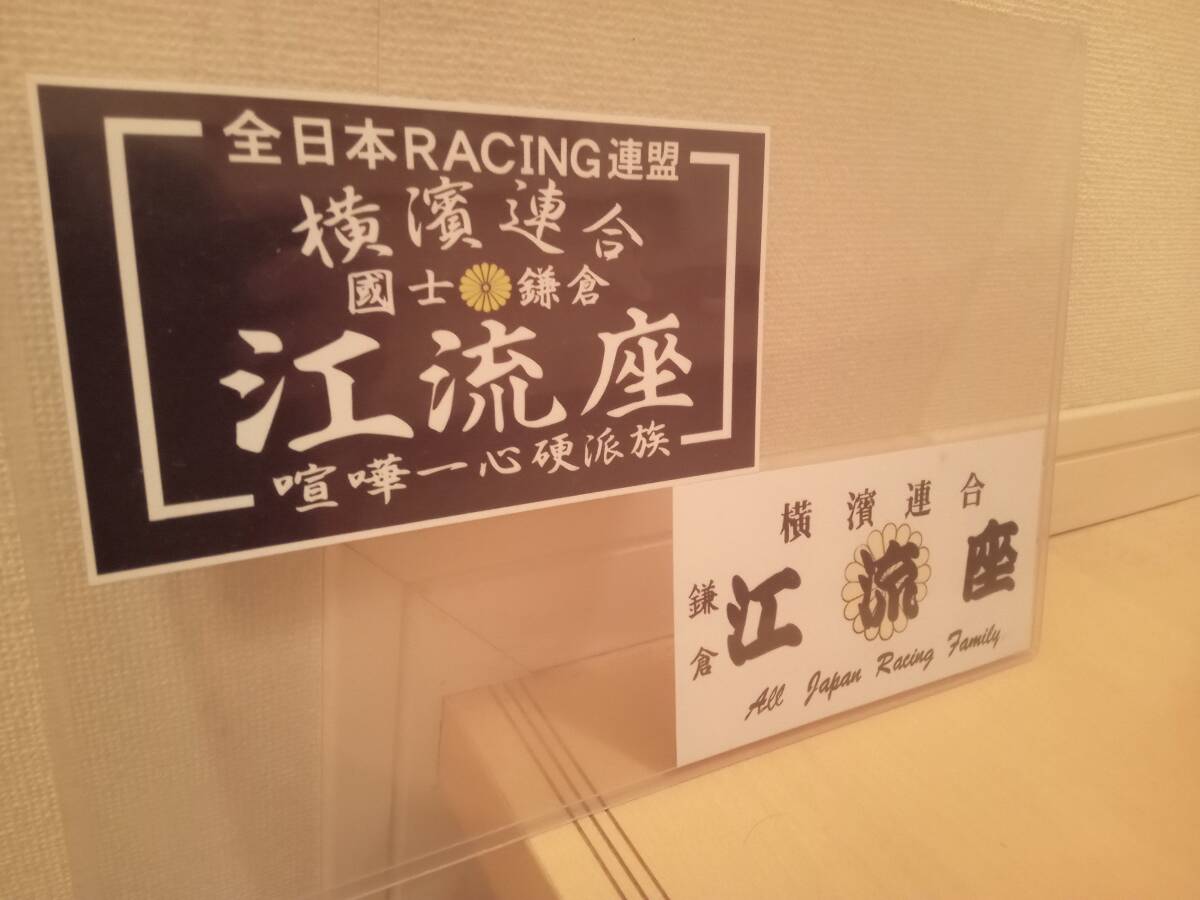 全日本RACING連盟
横濱連合
國士鎌倉
江流座
喧嘩一心硬派族
横濱連合
鎌倉
江流座
All Japan Racing Family